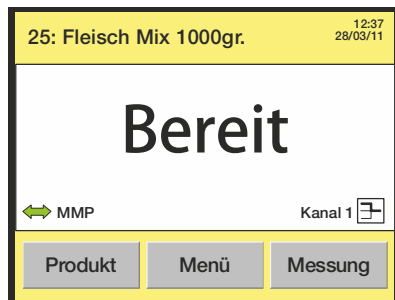 25: Fleisch Mix 1000gr.
12:37
28/03/11
Bereit
MMP
Kanal 1
Produkt
Menü
Messung